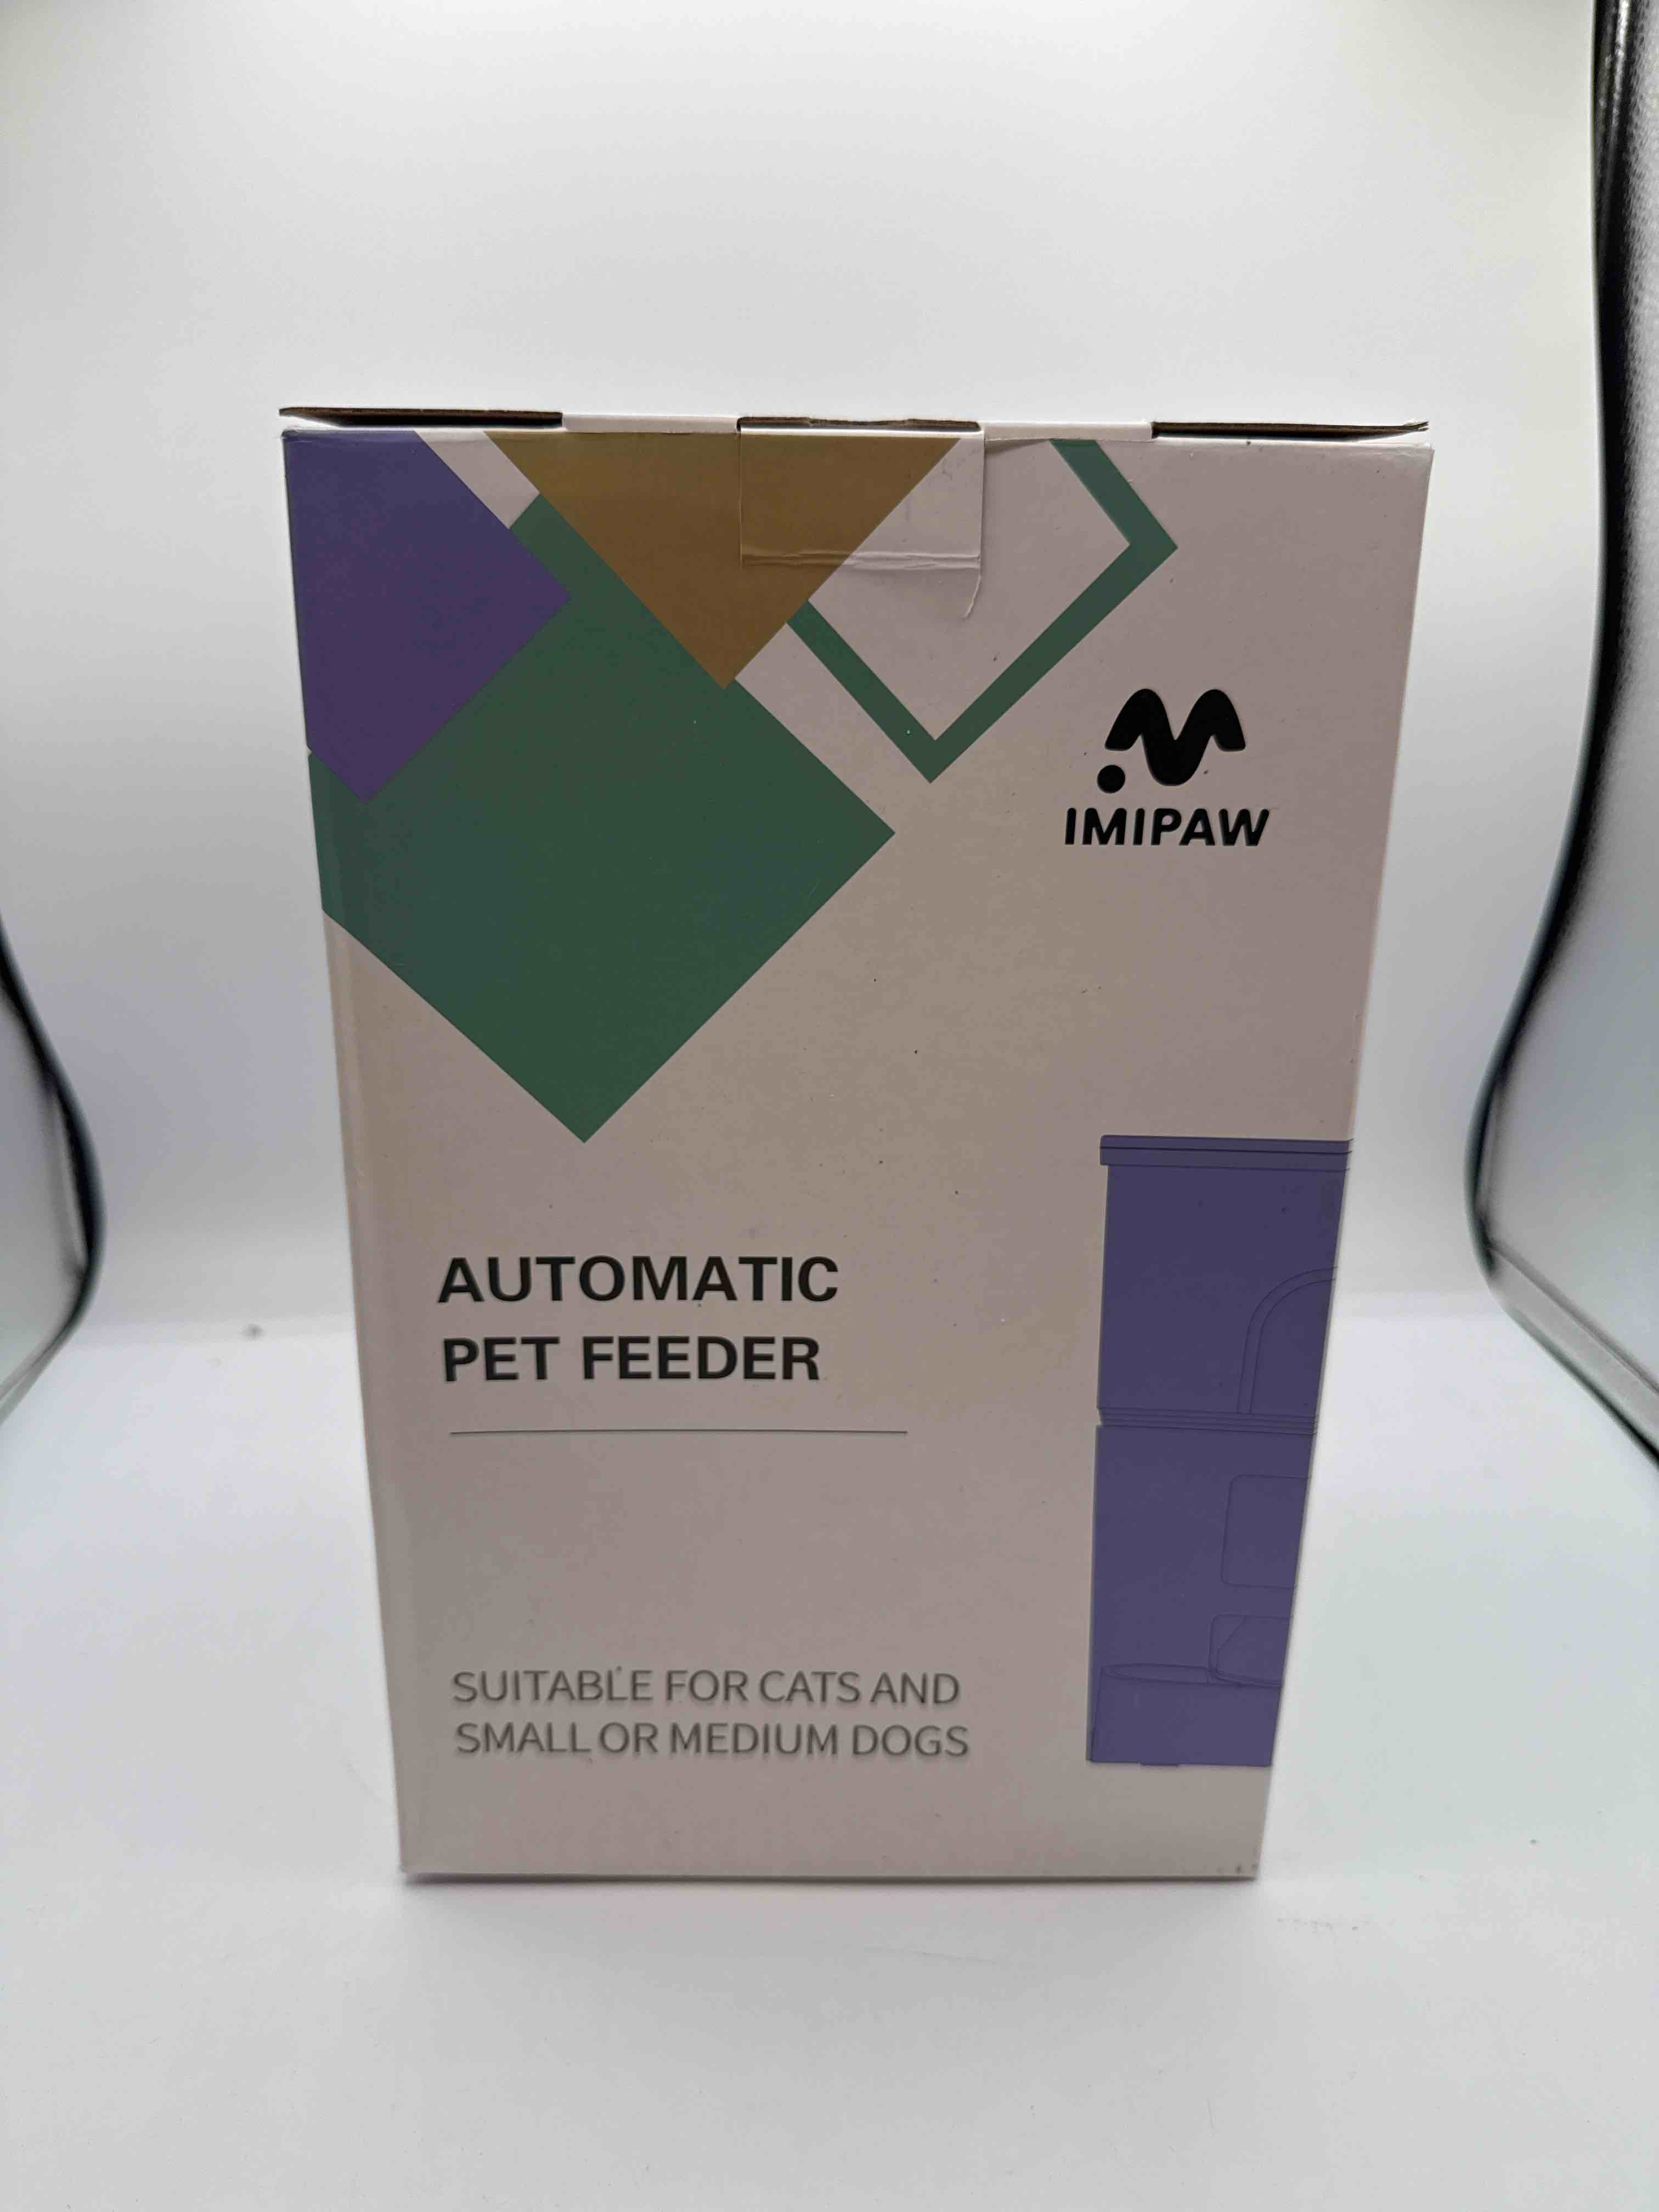 IMIPAW
AUTOMATIC
PET FEEDER
SUITABLE FOR CATS AND
SMALL OR MEDIUM DOGS